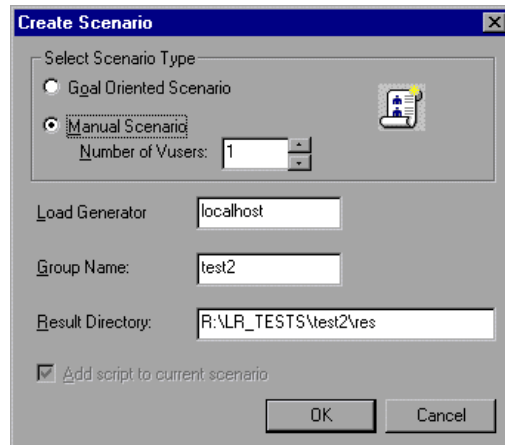 Create Scenario
Select Scenario Type
Goal Oriented Scenario
Manual Scenario
Number of Vusers: 1
Load Generator localhost
Group Name: test2
Result Directory: R:\LR_TESTS\test2\res
Add script to current scenario
OK Cancel